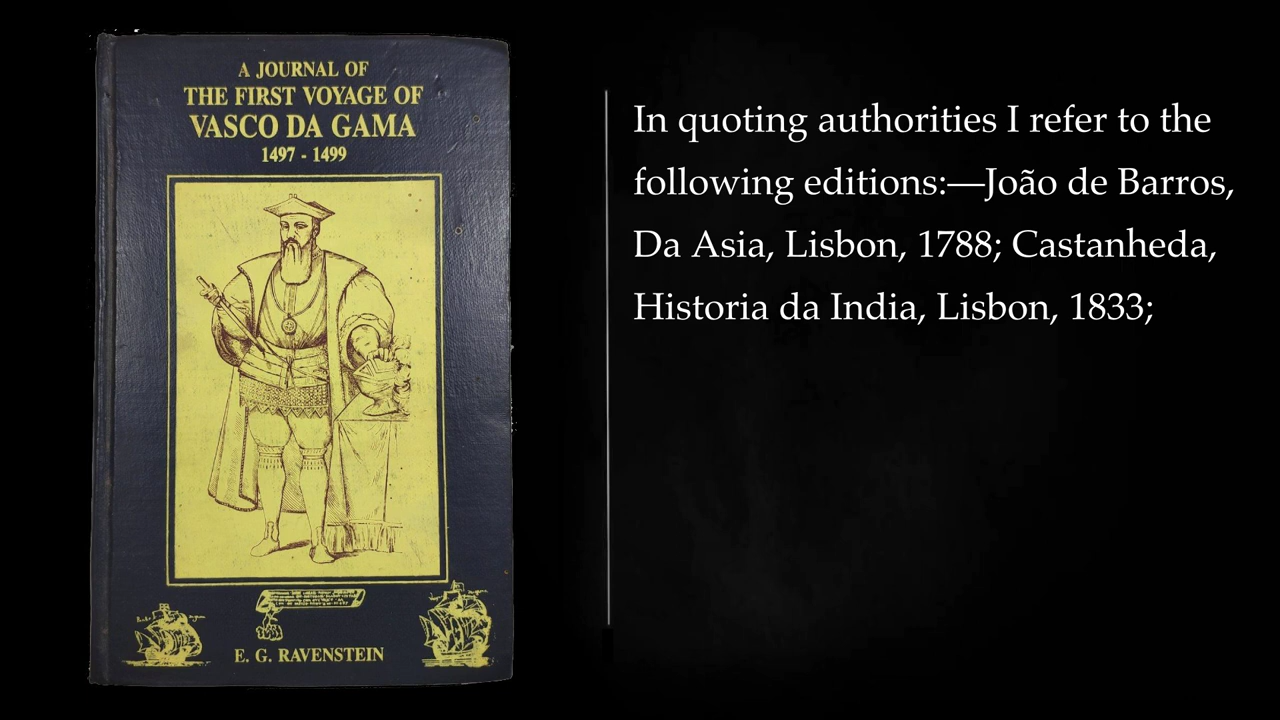 A JOURNAL OF
THE FIRST VOYAGE OF
VASCO DA GAMA
1497 - 1499
E. G. RAVENSTEIN
In quoting authorities I refer to the
following editions:—João de Barros,
Da Asia, Lisbon, 1788; Castanheda,
Historia da India, Lisbon, 1833;